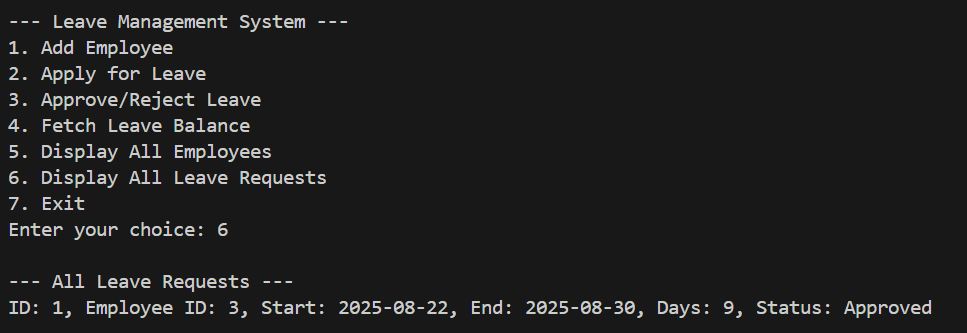 --- Leave Management System ---
1. Add Employee
2. Apply for Leave
3. Approve/Reject Leave
4. Fetch Leave Balance
5. Display All Employees
6. Display All Leave Requests
7. Exit
Enter your choice: 6
--- All Leave Requests ---
ID: 1, Employee ID: 3, Start: 2025-08-22, End: 2025-08-30, Days: 9, Status: Approved